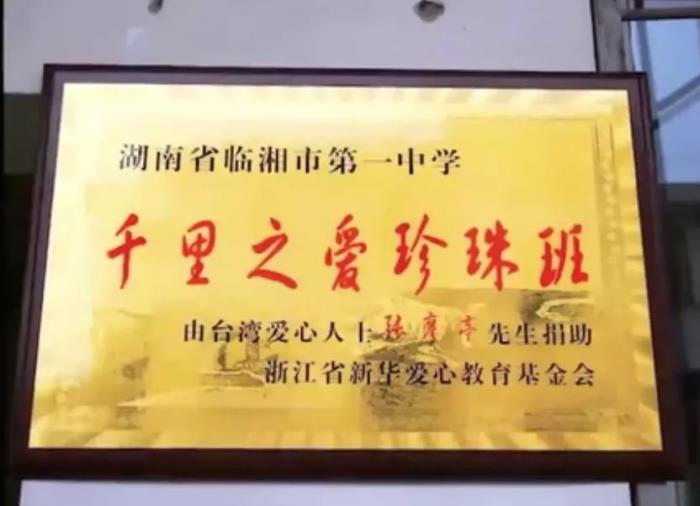 湖南省临湘市第一中学
千里之爱珍珠班
由台湾爱心人士张彦亭先生捐助
浙江省新华爱心教育基金会